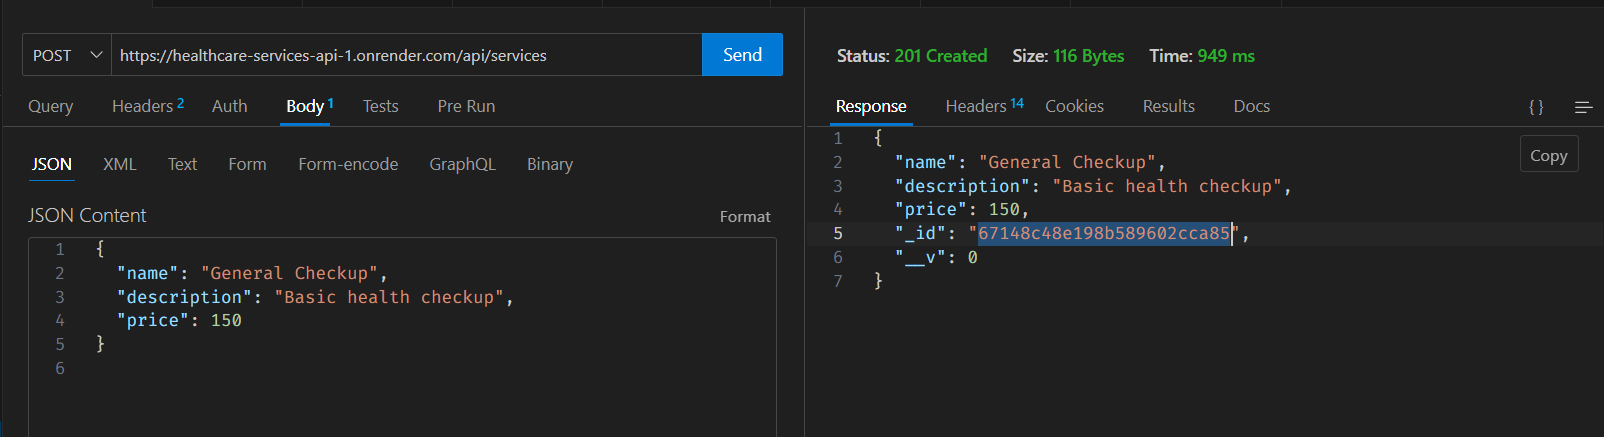 POST https://healthcare-services-api-1.onrender.com/api/services Send
Query Headers 2 Auth Body 1 Tests Pre Run
JSON XML Text Form Form-encode GraphQL Binary
JSON Content Format
1 {
2 "name": "General Checkup",
3 "description": "Basic health checkup",
4 "price": 150
5 }
6
Status: 201 Created Size: 116 Bytes Time: 949 ms
Response Headers 14 Cookies Results Docs {}
Copy
1 {
2 "name": "General Checkup",
3 "description": "Basic health checkup",
4 "price": 150,
5 "_id": "67148c48e198b589602cca85",
6 "__v": 0
7 }